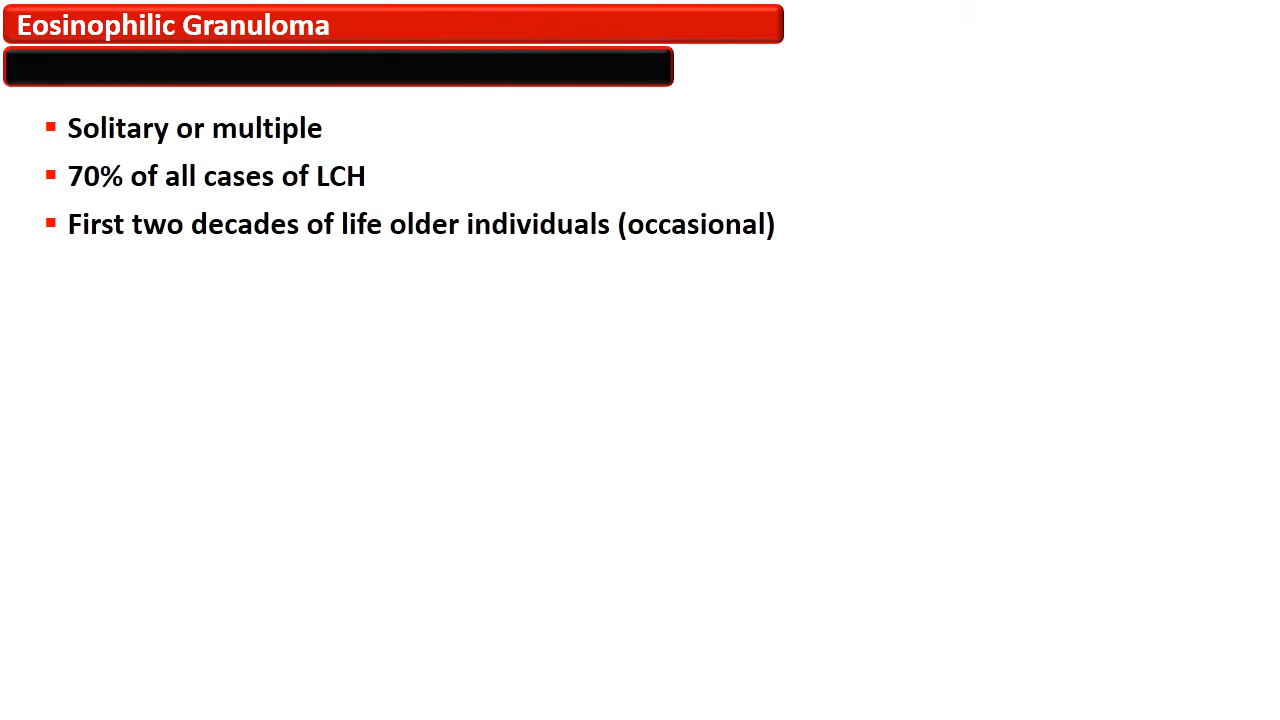 Eosinophilic Granuloma
Solitary or multiple
70% of all cases of LCH
First two decades of life older individuals (occasional)